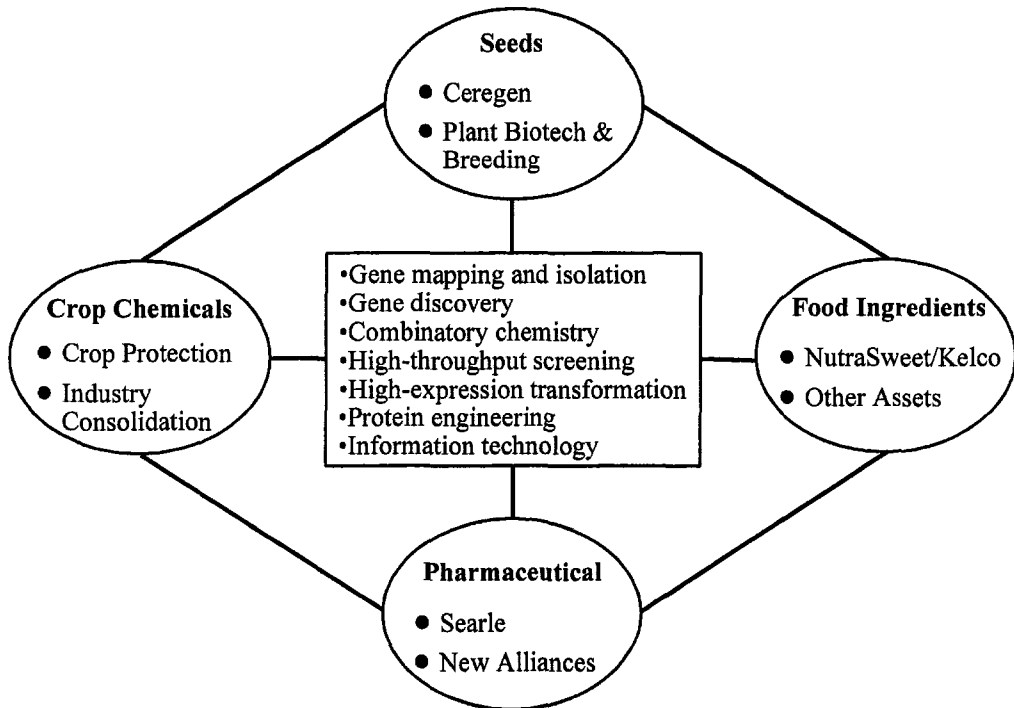 Seeds
● Ceregen
● Plant Biotech &
Breeding
Crop Chemicals
● Crop Protection
● Industry
Consolidation
•Gene mapping and isolation
•Gene discovery
•Combinatory chemistry
•High-throughput screening
•High-expression transformation
•Protein engineering
•Information technology
Food Ingredients
● NutraSweet/Kelco
● Other Assets
Pharmaceutical
● Searle
● New Alliances